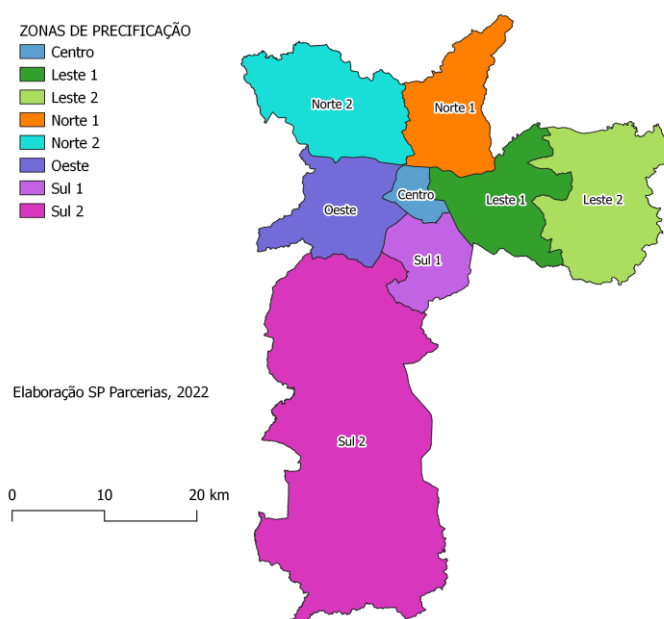 ZONAS DE PRECIFICAÇÃO
Centro
Leste 1
Leste 2
Norte 1
Norte 2
Oeste
Sul 1
Sul 2
Norte 2
Norte 1
Centro
Oeste
Leste 1
Leste 2
Sul 1
Sul 2
Elaboração SP Parcerias, 2022
0 10 20 km